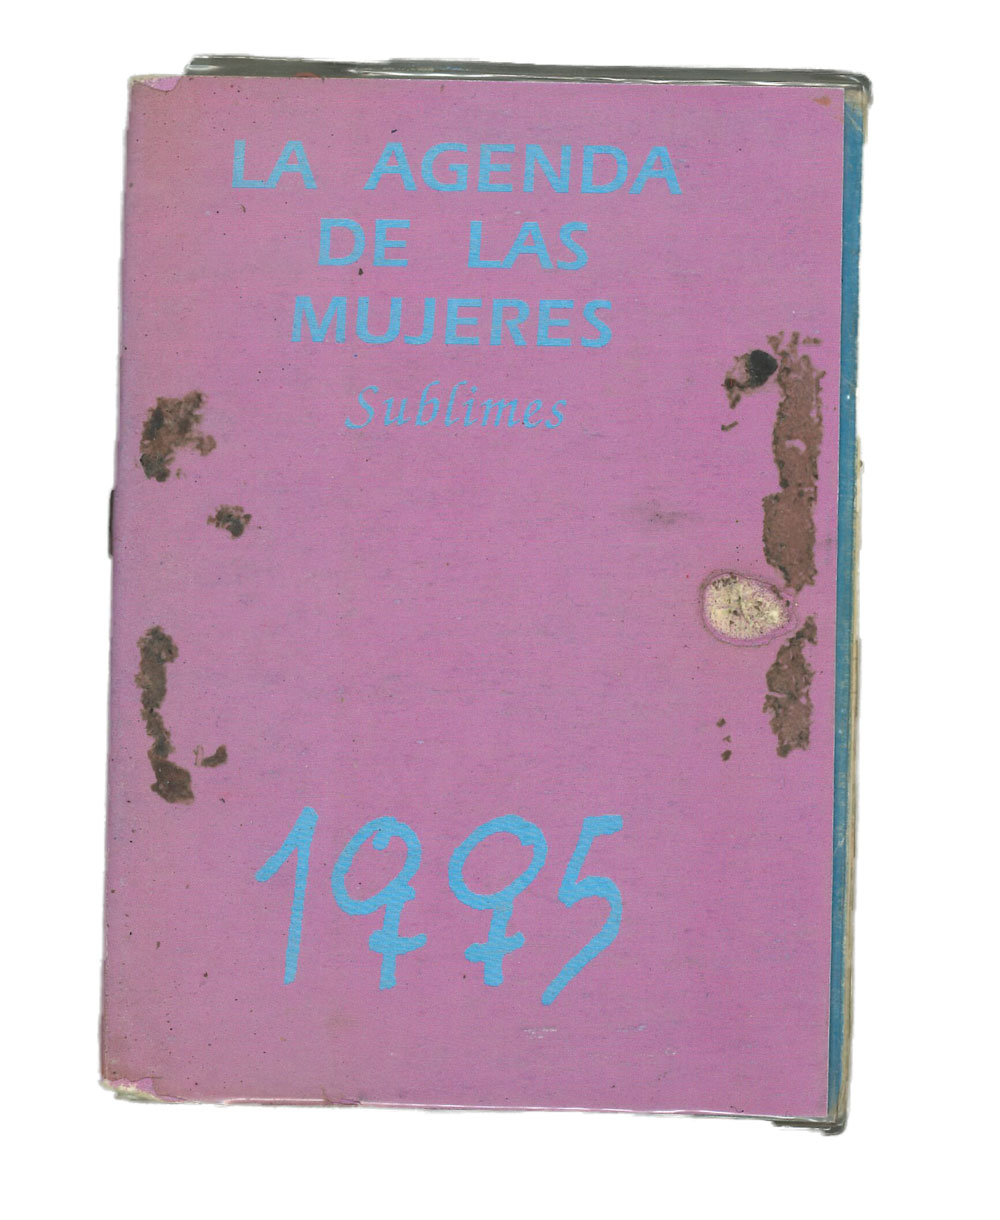 LA AGENDA
DE LAS
MUJERES
Sublimes
1995